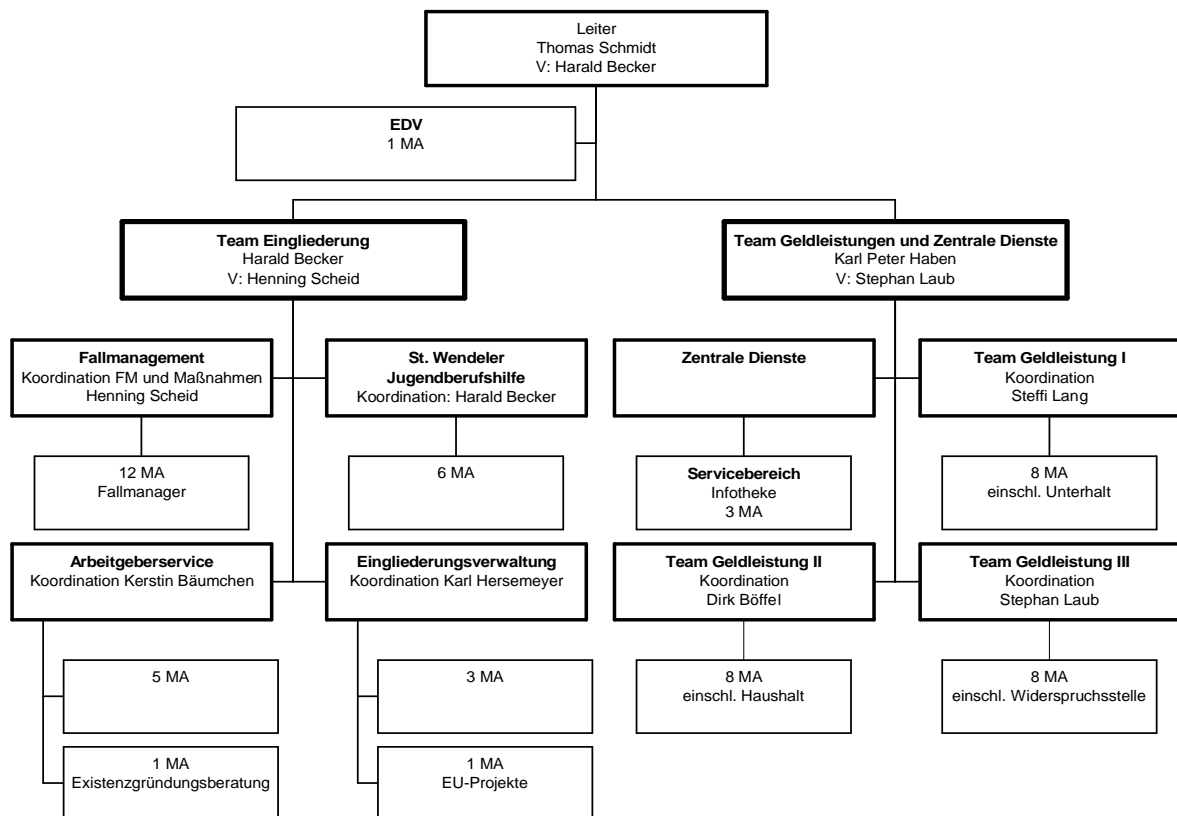 Leiter
Thomas Schmidt
V: Harald Becker
EDV
1 MA
Team Eingliederung
Harald Becker
V: Henning Scheid
Team Geldleistungen und Zentrale Dienste
Karl Peter Haben
V: Stephan Laub
Fallmanagement
Koordination FM und Maßnahmen
Henning Scheid
St. Wendeler
Jugendberufshilfe
Koordination: Harald Becker
Zentrale Dienste
Team Geldleistung I
Koordination
Steffi Lang
12 MA
Fallmanager
6 MA
Servicebereich
Infotheke
3 MA
8 MA
einschl. Unterhalt
Arbeitgeberservice
Koordination Kerstin Bäumchen
Eingliederungsverwaltung
Koordination Karl Hersemeyer
Team Geldleistung II
Koordination
Dirk Böffel
Team Geldleistung III
Koordination
Stephan Laub
5 MA
3 MA
8 MA
einschl. Haushalt
8 MA
einschl. Widerspruchsstelle
1 MA
Existenzgründungsberatung
1 MA
EU-Projekte